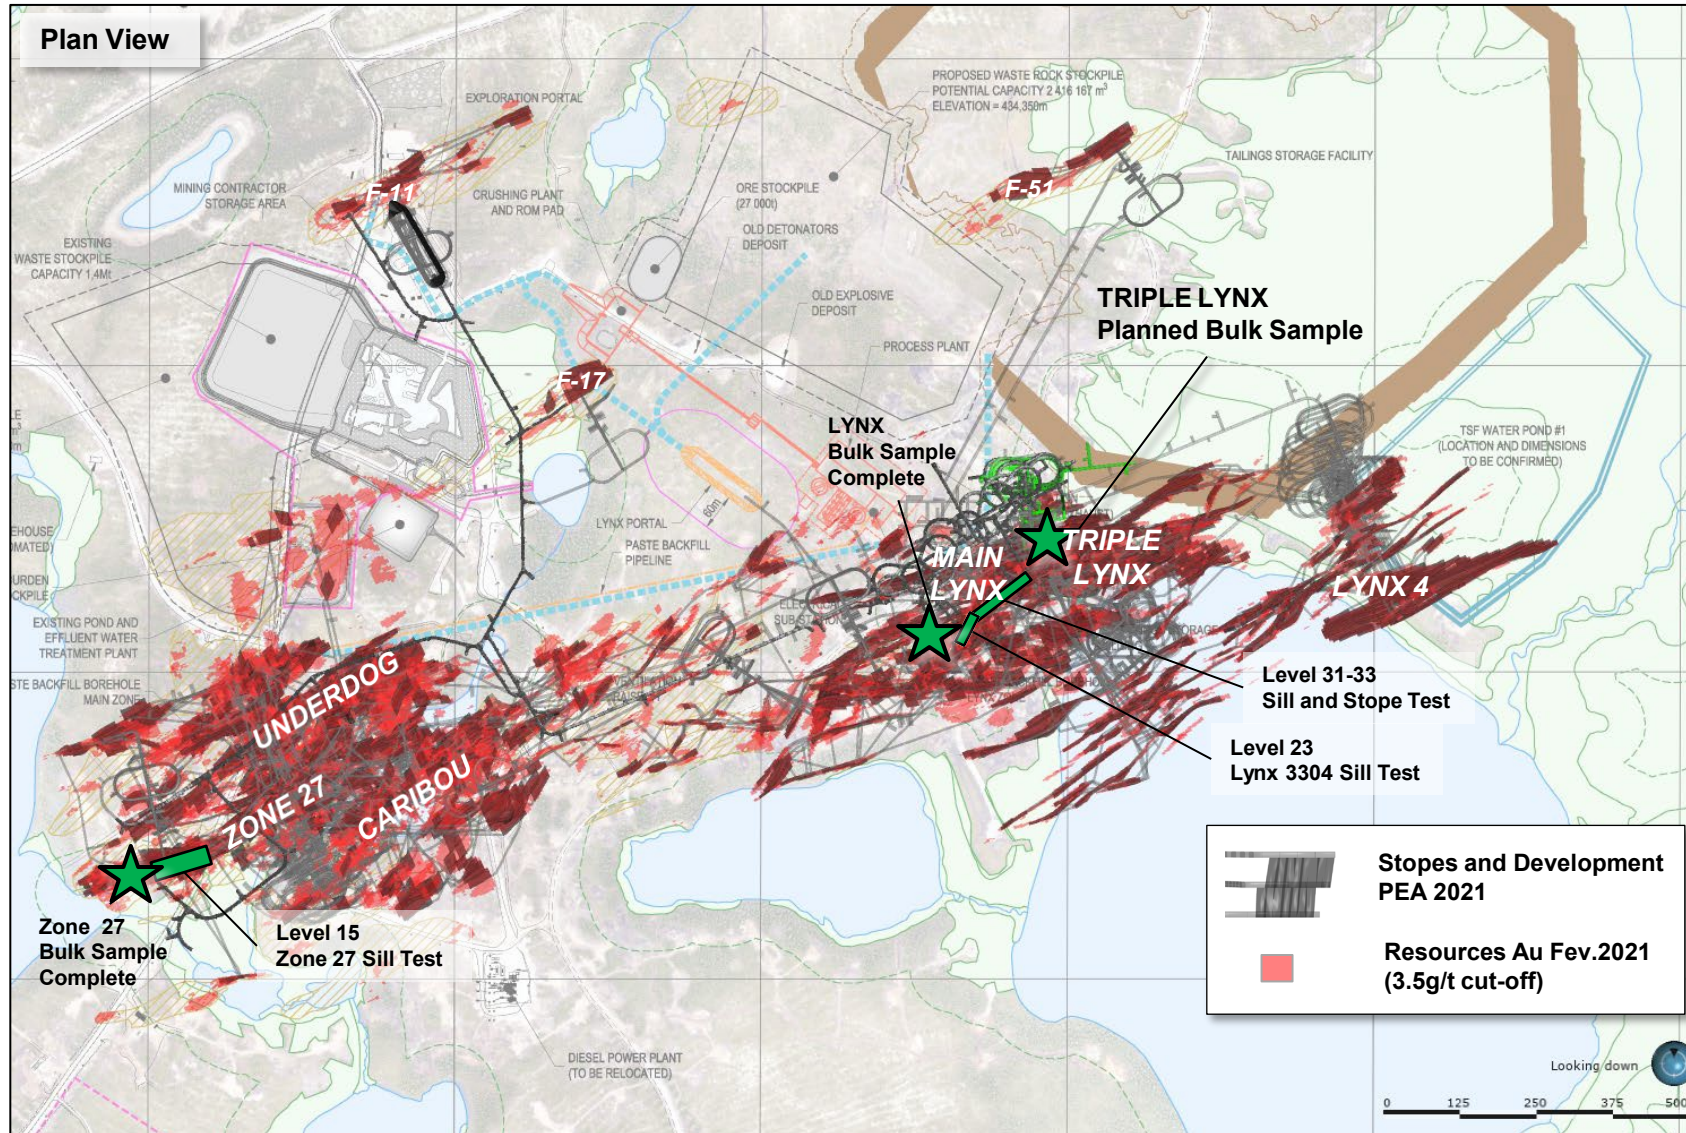 Plan View
EXPLORATION PORTAL
PROPOSED WASTE ROCK STOCKPILE
POTENTIAL CAPACITY 2 416 167 m³
ELEVATION = 434,350m
TAILINGS STORAGE FACILITY
MINING CONTRACTOR
STORAGE AREA
F-11
CRUSHING PLANT
AND ROM PAD
ORE STOCKPILE
(27 000t)
F-51
OLD DETONATORS
DEPOSIT
EXISTING
WASTE STOCKPILE
CAPACITY 1,4Mt
OLD EXPLOSIVE
DEPOSIT
TRIPLE LYNX
Planned Bulk Sample
PROCESS PLANT
F-17
LYNX
Bulk Sample
Complete
TSF WATER POND #1
(LOCATION AND DIMENSIONS
TO BE CONFIRMED)
60m
LYNX PORTAL
PASTE BACKFILL
PIPELINE
MAIN
LYNX
TRIPLE
LYNX
LYNX 4
SUB STATION
EXISTING POND AND
EFFLUENT WATER
TREATMENT PLANT
STE BACKFILL BOREHOLE
MAIN ZONE
UNDERDOG
VENTILATION
Level 31-33
Sill and Stope Test
Level 23
Lynx 3304 Sill Test
ZONE 27
CARIBOU
Zone 27
Bulk Sample
Complete
Level 15
Zone 27 Sill Test
Stopes and Development
PEA 2021
Resources Au Fev.2021
(3.5g/t cut-off)
DIESEL POWER PLANT
(TO BE RELOCATED)
Looking down
0 125 250 375 500